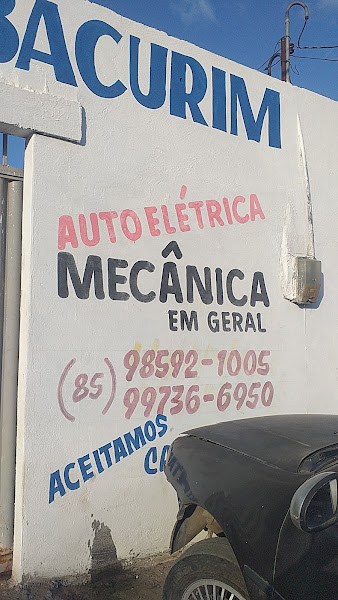 BACURIM
AUTO ELÉTRICA
MECÂNICA
EM GERAL
(85) 98592-1005
99736-6950
ACEITAMOS